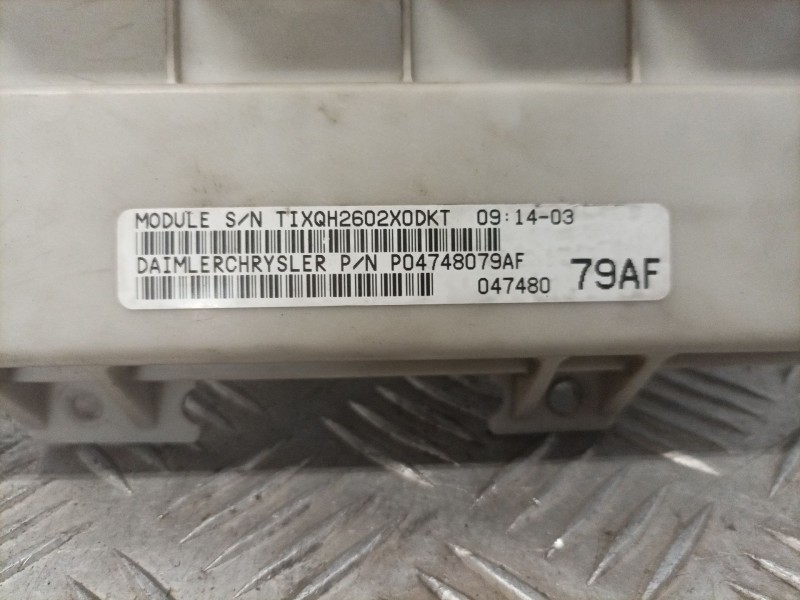 MODULE S/N TIXQH2602X0DKT 09:14-03
DAIMLERCHRYSLER P/N P04748079AF
047480 79AF